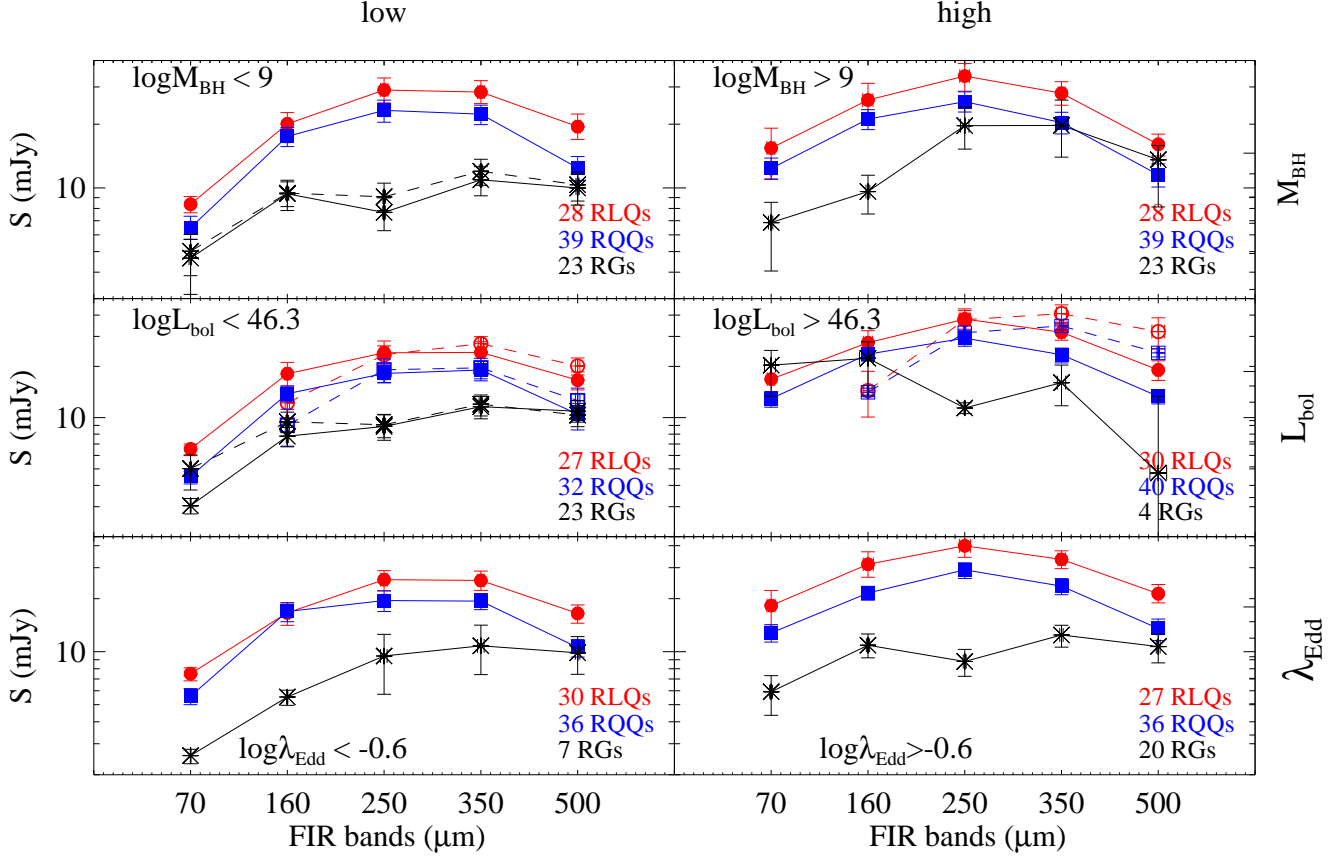 low high
logM_BH < 9 logM_BH > 9
S (mJy)
10
28 RLQs
39 RQQs
23 RGs
28 RLQs
39 RQQs
23 RGs
M_BH
logL_bol < 46.3 logL_bol > 46.3
S (mJy)
10
27 RLQs
32 RQQs
23 RGs
30 RLQs
40 RQQs
4 RGs
L_bol
S (mJy)
10
30 RLQs
36 RQQs
7 RGs
logλ_Edd < -0.6
27 RLQs
36 RQQs
20 RGs
logλ_Edd>-0.6
λ_Edd
70 160 250 350 500 70 160 250 350 500
FIR bands (μm) FIR bands (μm)